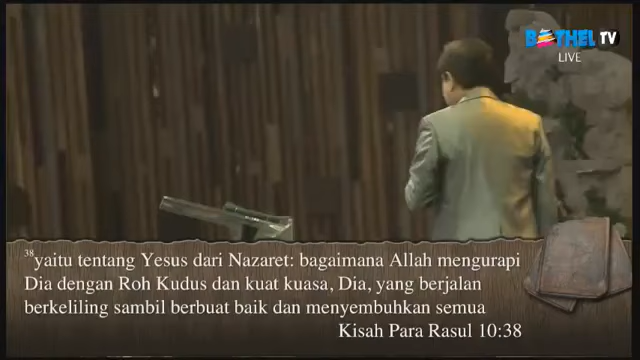 BETHEL TV
LIVE
38yaitu tentang Yesus dari Nazaret: bagaimana Allah mengurapi
Dia dengan Roh Kudus dan kuat kuasa, Dia, yang berjalan
berkeliling sambil berbuat baik dan menyembuhkan semua
Kisah Para Rasul 10:38